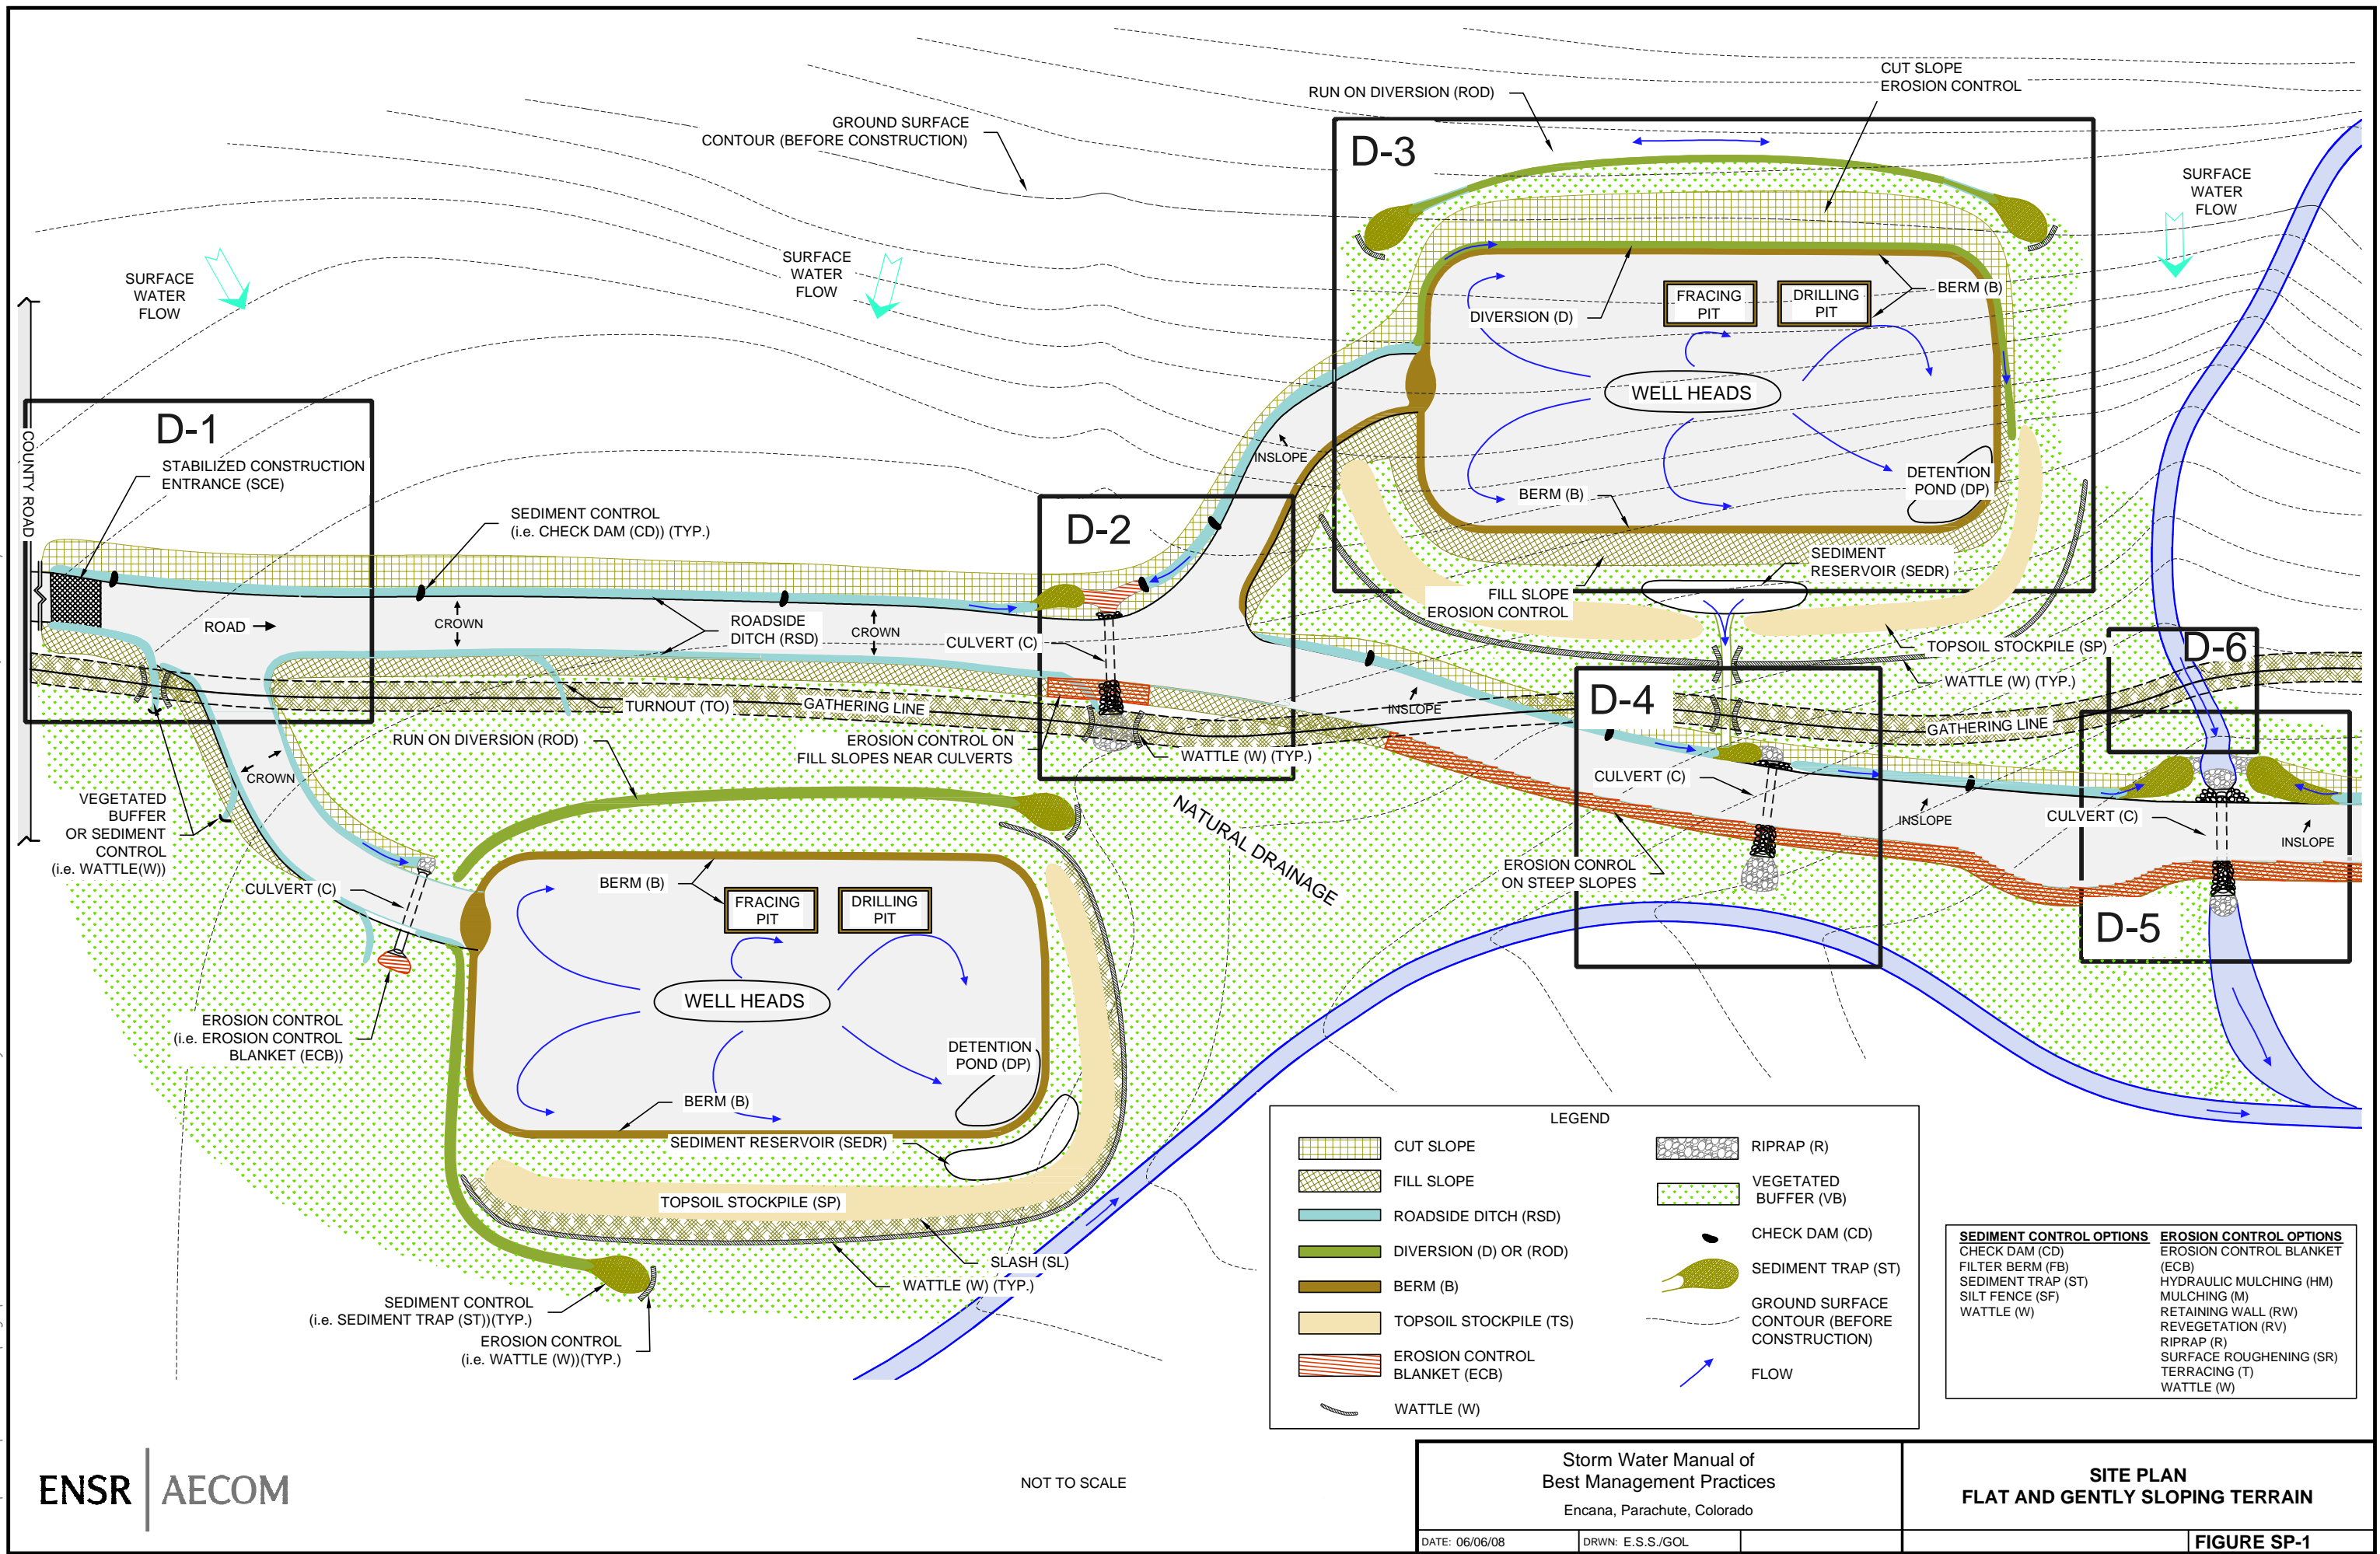 CUT SLOPE
EROSION CONTROL
RUN ON DIVERSION (ROD)
GROUND SURFACE
CONTOUR (BEFORE CONSTRUCTION)
D-3
SURFACE
WATER
FLOW
SURFACE
WATER
FLOW
SURFACE
WATER
FLOW
FRACING
PIT
DRILLING
PIT
BERM (B)
DIVERSION (D)
WELL HEADS
COUNTY ROAD
D-1
STABILIZED CONSTRUCTION
ENTRANCE (SCE)
INSLOPE
DETENTION
POND (DP)
BERM (B)
SEDIMENT CONTROL
(i.e. CHECK DAM (CD)) (TYP.)
D-2
SEDIMENT
RESERVOIR (SEDR)
FILL SLOPE
EROSION CONTROL
ROAD
CROWN
ROADSIDE
DITCH (RSD)
CROWN
CULVERT (C)
TOPSOIL STOCKPILE (SP)
D-6
WATTLE (W) (TYP.)
TURNOUT (TO)
GATHERING LINE
INSLOPE
D-4
GATHERING LINE
RUN ON DIVERSION (ROD)
EROSION CONTROL ON
FILL SLOPES NEAR CULVERTS
WATTLE (W) (TYP.)
CROWN
CULVERT (C)
VEGETATED
BUFFER
OR SEDIMENT
CONTROL
(i.e. WATTLE(W))
NATURAL DRAINAGE
INSLOPE
CULVERT (C)
INSLOPE
EROSION CONROL
ON STEEP SLOPES
CULVERT (C)
BERM (B)
FRACING
PIT
DRILLING
PIT
D-5
WELL HEADS
EROSION CONTROL
(i.e. EROSION CONTROL
BLANKET (ECB))
DETENTION
POND (DP)
BERM (B)
SEDIMENT RESERVOIR (SEDR)
TOPSOIL STOCKPILE (SP)
SLASH (SL)
WATTLE (W) (TYP.)
SEDIMENT CONTROL
(i.e. SEDIMENT TRAP (ST))(TYP.)
EROSION CONTROL
(i.e. WATTLE (W))(TYP.)
LEGEND
CUT SLOPE
FILL SLOPE
ROADSIDE DITCH (RSD)
DIVERSION (D) OR (ROD)
BERM (B)
TOPSOIL STOCKPILE (TS)
EROSION CONTROL
BLANKET (ECB)
WATTLE (W)
RIPRAP (R)
VEGETATED
BUFFER (VB)
CHECK DAM (CD)
SEDIMENT TRAP (ST)
GROUND SURFACE
CONTOUR (BEFORE
CONSTRUCTION)
FLOW
SEDIMENT CONTROL OPTIONS
CHECK DAM (CD)
FILTER BERM (FB)
SEDIMENT TRAP (ST)
SILT FENCE (SF)
WATTLE (W)
EROSION CONTROL OPTIONS
EROSION CONTROL BLANKET
(ECB)
HYDRAULIC MULCHING (HM)
MULCHING (M)
RETAINING WALL (RW)
REVEGETATION (RV)
RIPRAP (R)
SURFACE ROUGHENING (SR)
TERRACING (T)
WATTLE (W)
ENSR AECOM
NOT TO SCALE
Storm Water Manual of
Best Management Practices
Encana, Parachute, Colorado
DATE: 06/06/08
DRWN: E.S.S./GOL
SITE PLAN
FLAT AND GENTLY SLOPING TERRAIN
FIGURE SP-1